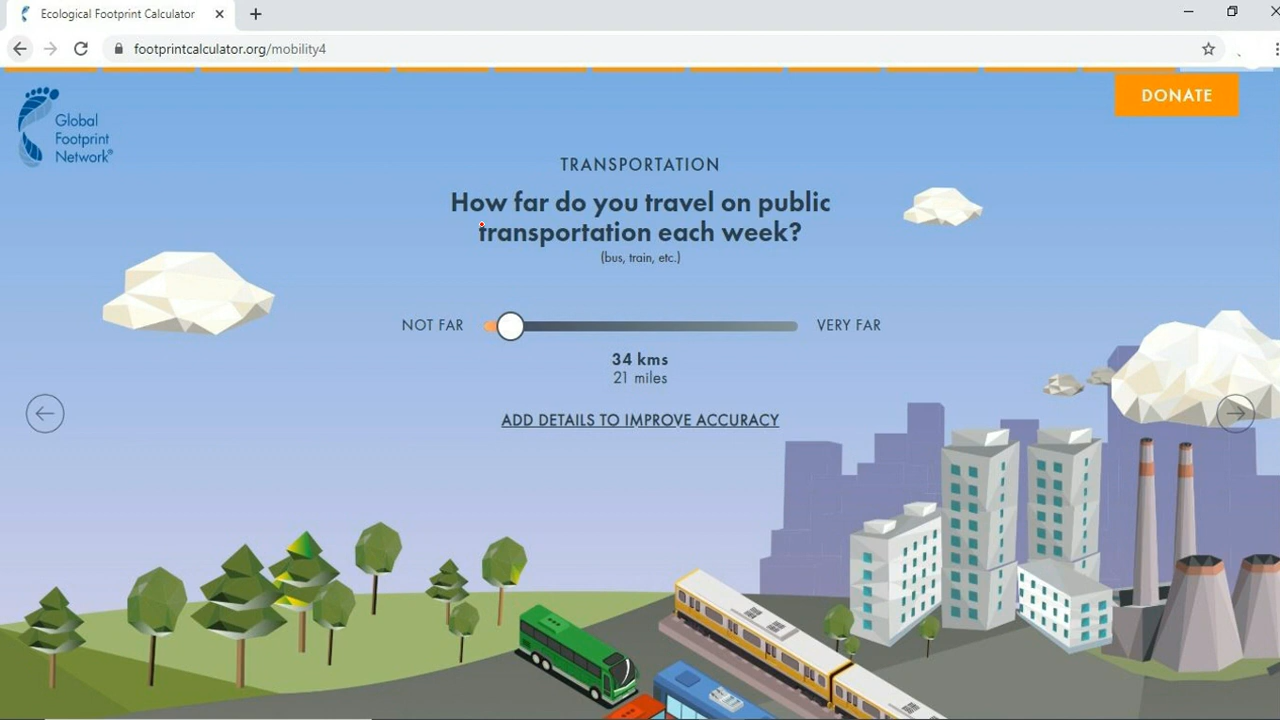 Ecological Footprint Calculator
footprintcalculator.org/mobility4
DONATE
Global
Footprint
Network®
TRANSPORTATION
How far do you travel on public
transportation each week?
(bus, train, etc.)
NOT FAR
VERY FAR
34 kms
21 miles
ADD DETAILS TO IMPROVE ACCURACY